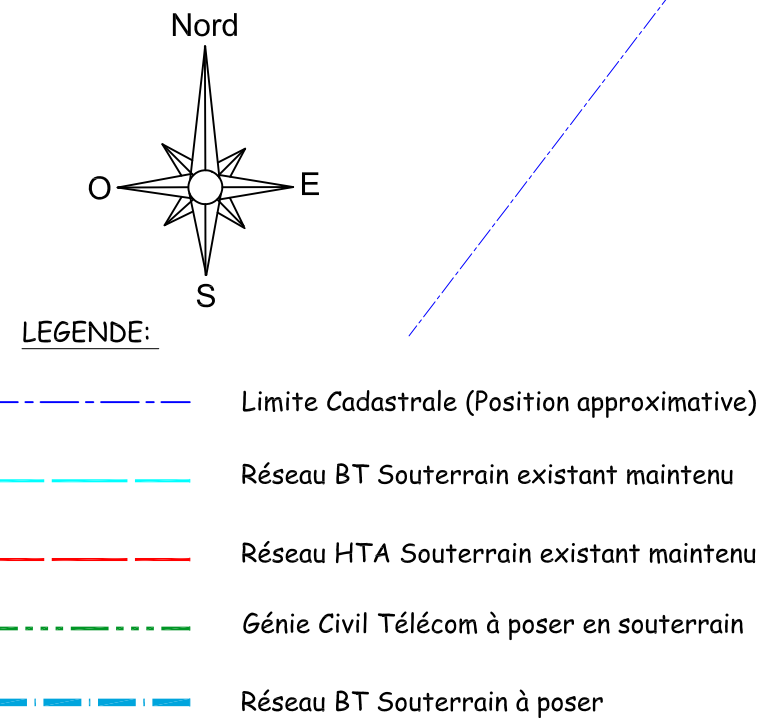 Nord
O
E
S
LEGENDE:
Limite Cadastrale (Position approximative)
Réseau BT Souterrain existant maintenu
Réseau HTA Souterrain existant maintenu
Génie Civil Télécom à poser en souterrain
Réseau BT Souterrain à poser